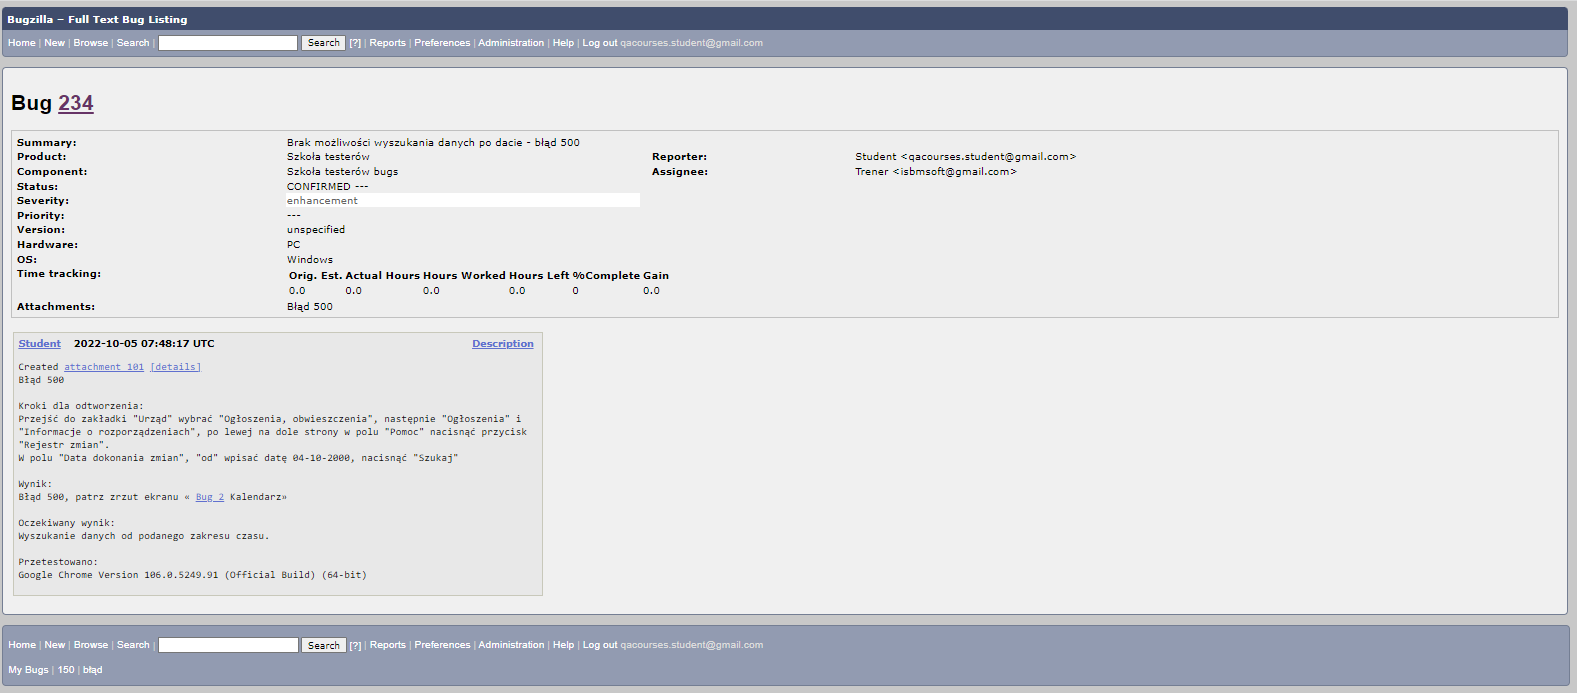 Bugzilla – Full Text Bug Listing
Home | New | Browse | Search | Search [?] | Reports | Preferences | Administration | Help | Log out qacourses.student@gmail.com
Bug 234
Summary: Brak możliwości wyszukania danych po dacie - błąd 500
Product: Szkoła testerów Reporter: Student <qacourses.student@gmail.com>
Component: Szkoła testerów bugs Assignee: Trener <isbmsoft@gmail.com>
Status: CONFIRMED ---
Severity: enhancement
Priority: ---
Version: unspecified
Hardware: PC
OS: Windows
Time tracking: Orig. Est. Actual Hours Hours Worked Hours Left %Complete Gain
0.0 0.0 0.0 0.0 0 0.0
Attachments: Błąd 500
Student 2022-10-05 07:48:17 UTC Description
Created attachment 101 [details]
Błąd 500
Kroki dla odtworzenia:
Przejść do zakładki "Urząd" wybrać "Ogłoszenia, obwieszczenia", następnie "Ogłoszenia" i
"Informacje o rozporządzeniach", po lewej na dole strony w polu "Pomoc" nacisnąć przycisk
"Rejestr zmian".
W polu "Data dokonania zmian", "od" wpisać datę 04-10-2000, nacisnąć "Szukaj"
Wynik:
Błąd 500, patrz zrzut ekranu « Bug 2 Kalendarz»
Oczekiwany wynik:
Wyszukanie danych od podanego zakresu czasu.
Przetestowano:
Google Chrome Version 106.0.5249.91 (Official Build) (64-bit)
Home | New | Browse | Search | Search [?] | Reports | Preferences | Administration | Help | Log out qacourses.student@gmail.com
My Bugs | 150 | błąd